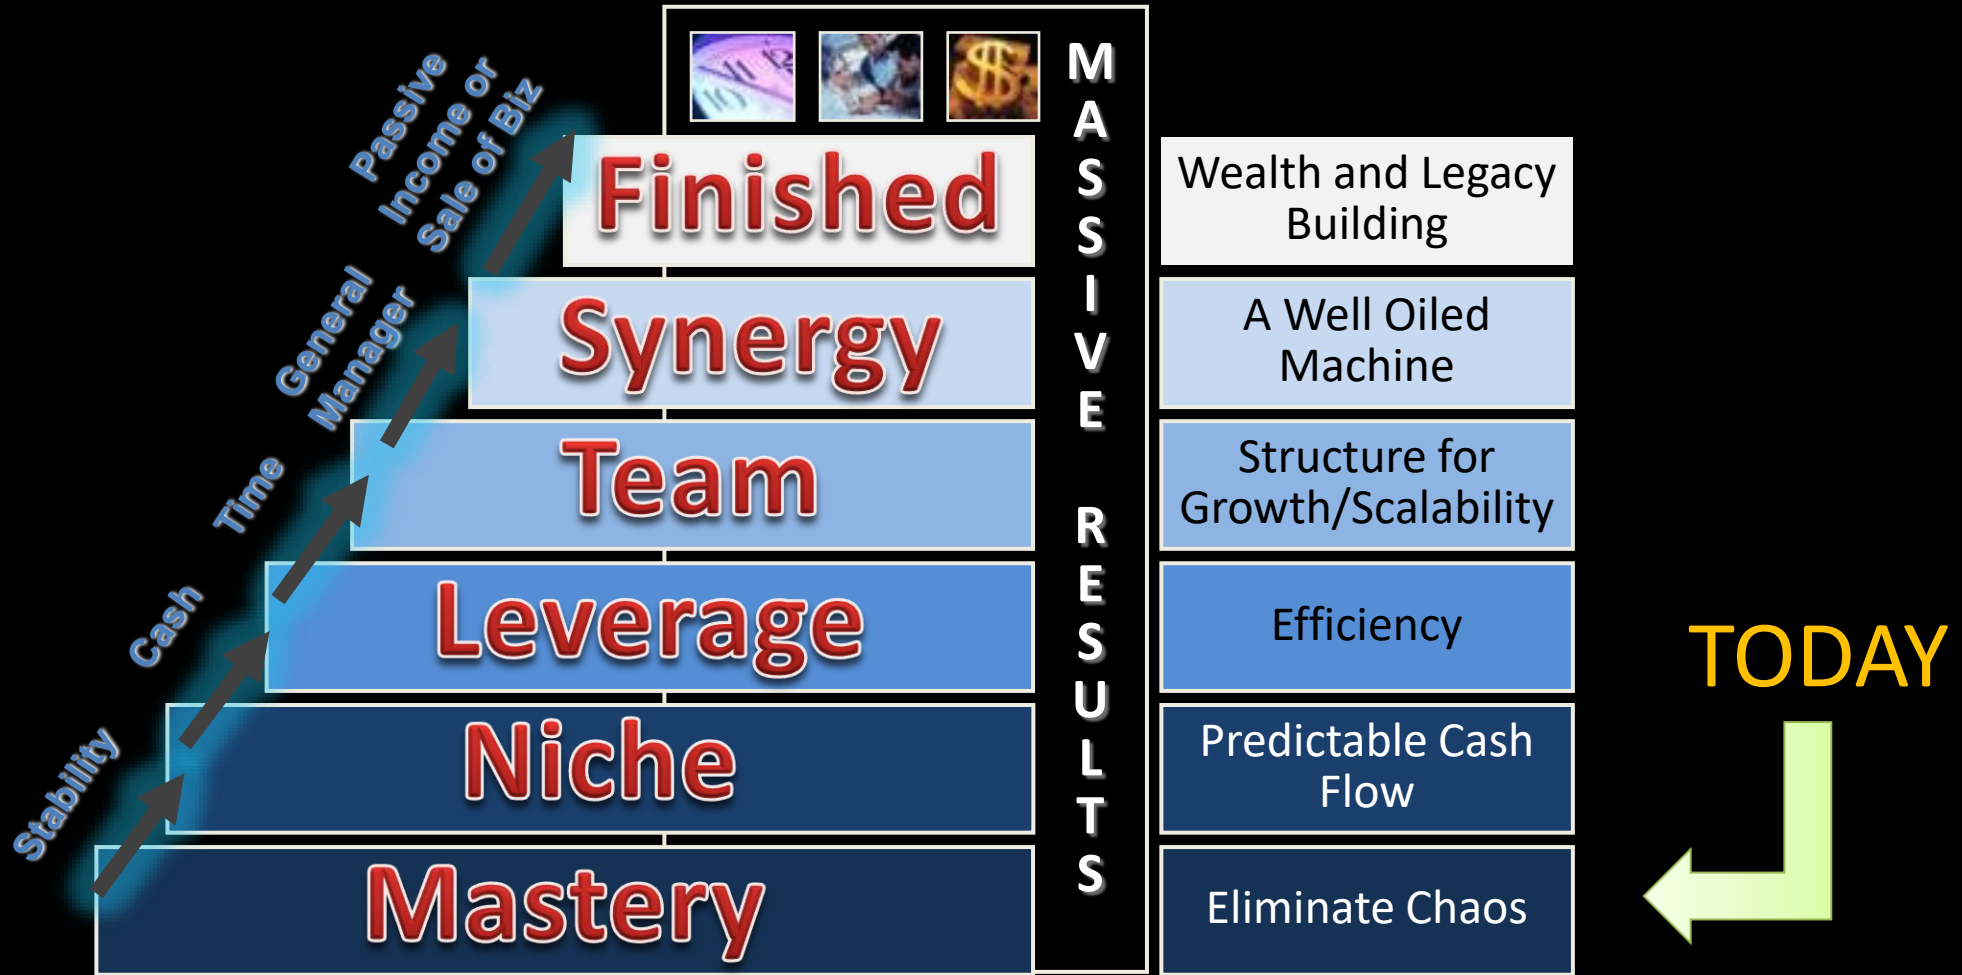 Passive
Income or
Sale of Biz
General
Manager
Time
Cash
Stability
Finished
Synergy
Team
Leverage
Niche
Mastery
MASSIVE
RESULTS
Wealth and Legacy
Building
A Well Oiled
Machine
Structure for
Growth/Scalability
Efficiency
Predictable Cash
Flow
Eliminate Chaos
TODAY